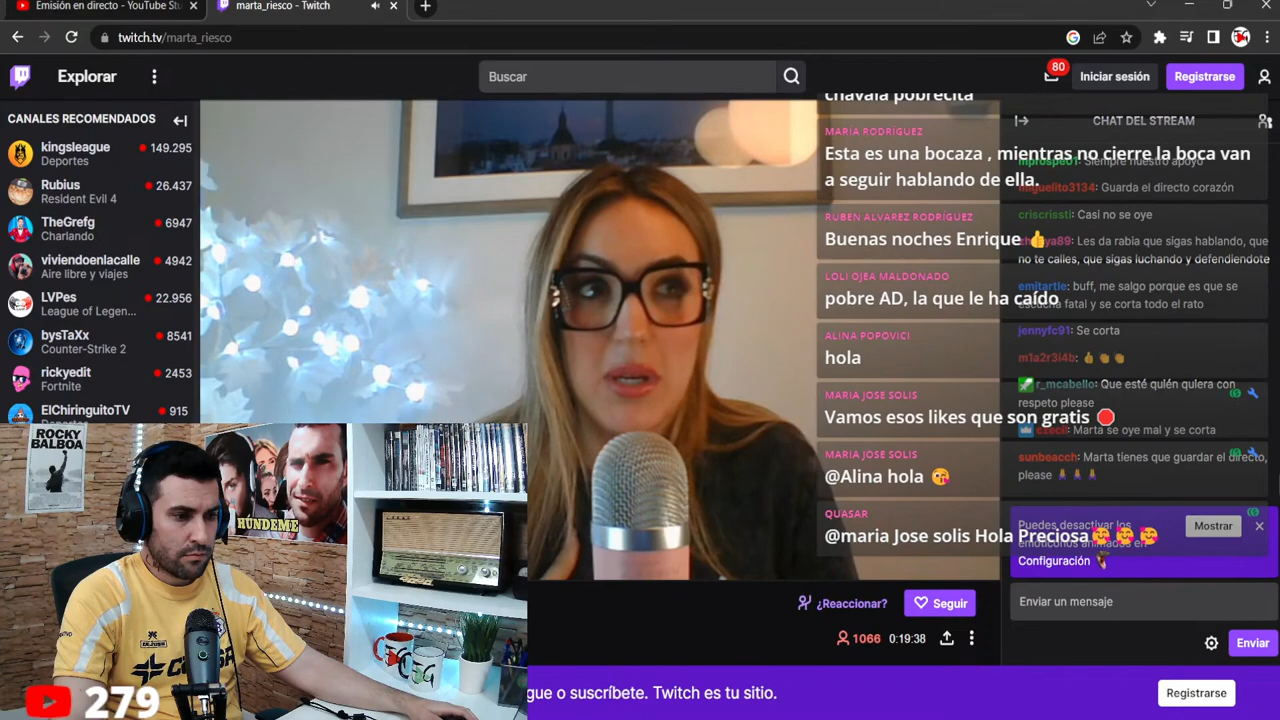 Emisión en directo - YouTube Stu
marta_riesco - Twitch
twitch.tv/marta_riesco
Explorar
Buscar
80
Iniciar sesión
Registrarse
CANALES RECOMENDADOS
kingsleague
149.295
Deportes
Rubius
26.437
Resident Evil 4
TheGrefg
6947
Charlando
viviendoenlacalle
4942
Aire libre y viajes
LVPes
22.956
League of Legen...
bysTaXx
8541
Counter-Strike 2
rickyedit
2453
Fortnite
ElChiringuitoTV
915
chavala pobrecita
MARIA RODRIGUEZ
Esta es una bocaza , mientras no cierre la boca van
a seguir hablando de ella.
RUBEN ALVAREZ RODRÍGUEZ
Buenas noches Enrique 👍
LOLI OJEA MALDONADO
pobre AD, la que le ha caído
ALINA POPOVICI
hola
MARIA JOSE SOLIS
Vamos esos likes que son gratis 🛑
MARIA JOSE SOLIS
@Alina hola 😘
QUASAR
@maria Jose solis Hola Preciosa 🥰 🥰 🥰
CHAT DEL STREAM
Siempre nuestro apoyo
miguelito3134: Guarda el directo corazón
criscrissti: Casi no se oye
Les da rabia que sigas hablando, que
no te calles, que sigas luchando y defendiendote
emitartie: buff, me salgo porque es que se
escucha fatal y se corta todo el rato
jennyfc91: Se corta
m1a2r3i4b: 👍 👏 👏
r_mcabello: Que esté quién quiera con
respeto please
Marta se oye mal y se corta
sunbeacch: Marta tienes que guardar el directo,
please
Puedes desactivar los
emoticonos animados en
Configuración
Mostrar
Enviar un mensaje
Enviar
¿Reaccionar?
Seguir
1066
0:19:38
gue o suscríbete. Twitch es tu sitio.
Registrarse
ROCKY
BALBOA
HÚNDEME
279